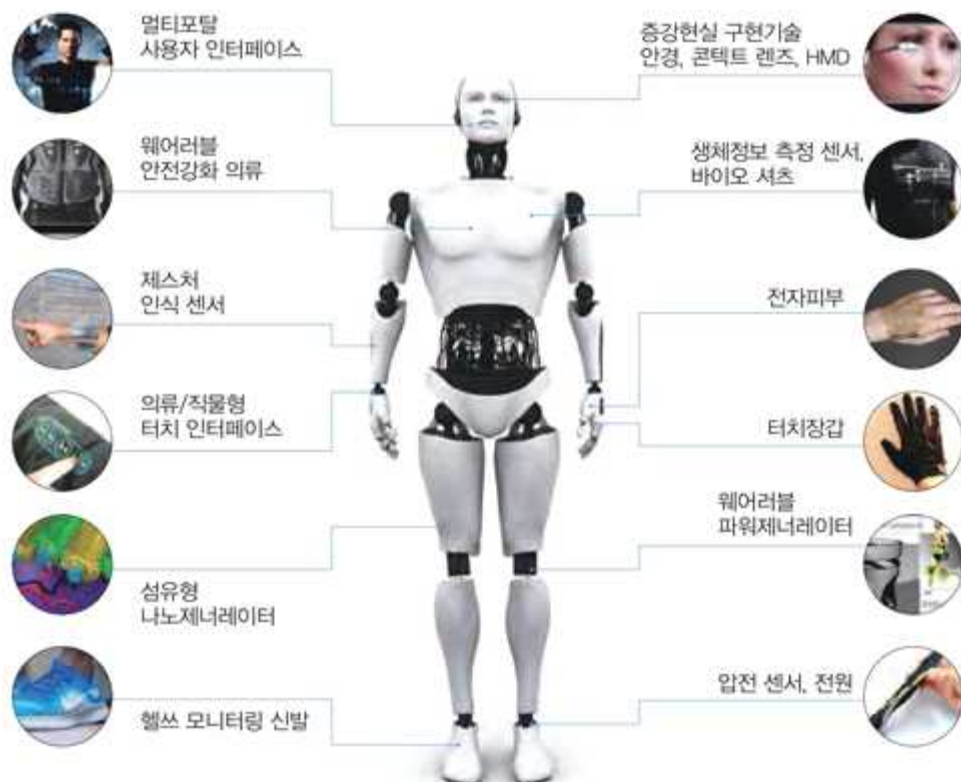 멀티포탈
사용자 인터페이스
증강현실 구현기술
안경, 콘텍트 렌즈, HMD
웨어러블
안전강화 의류
생체정보 측정 센서,
바이오 셔츠
제스처
인식 센서
전자피부
의류/직물형
터치 인터페이스
터치장갑
웨어러블
파워제너레이터
섬유형
나노제너레이터
압전 센서, 전원
헬쓰 모니터링 신발